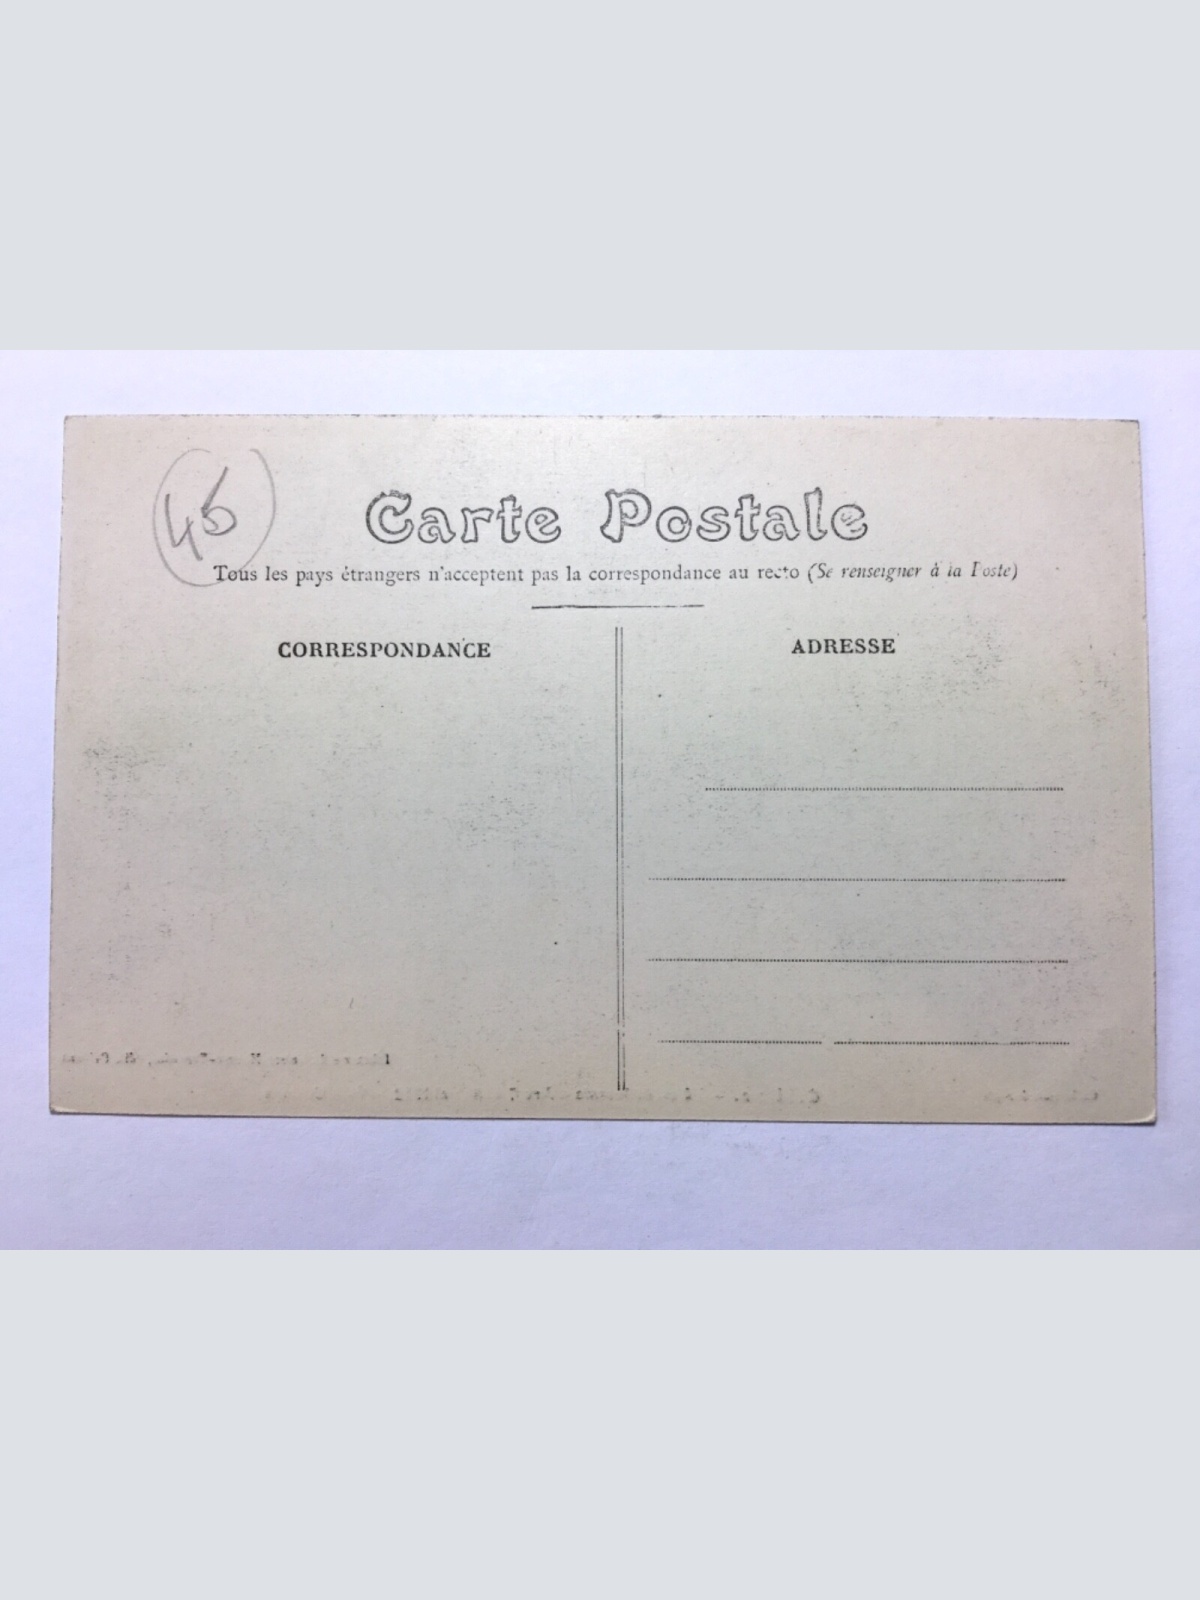 45
Carte Postale
Tous les pays étrangers n'acceptent pas la correspondance au recto (Se renseigner à la Poste)
CORRESPONDANCE
ADRESSE